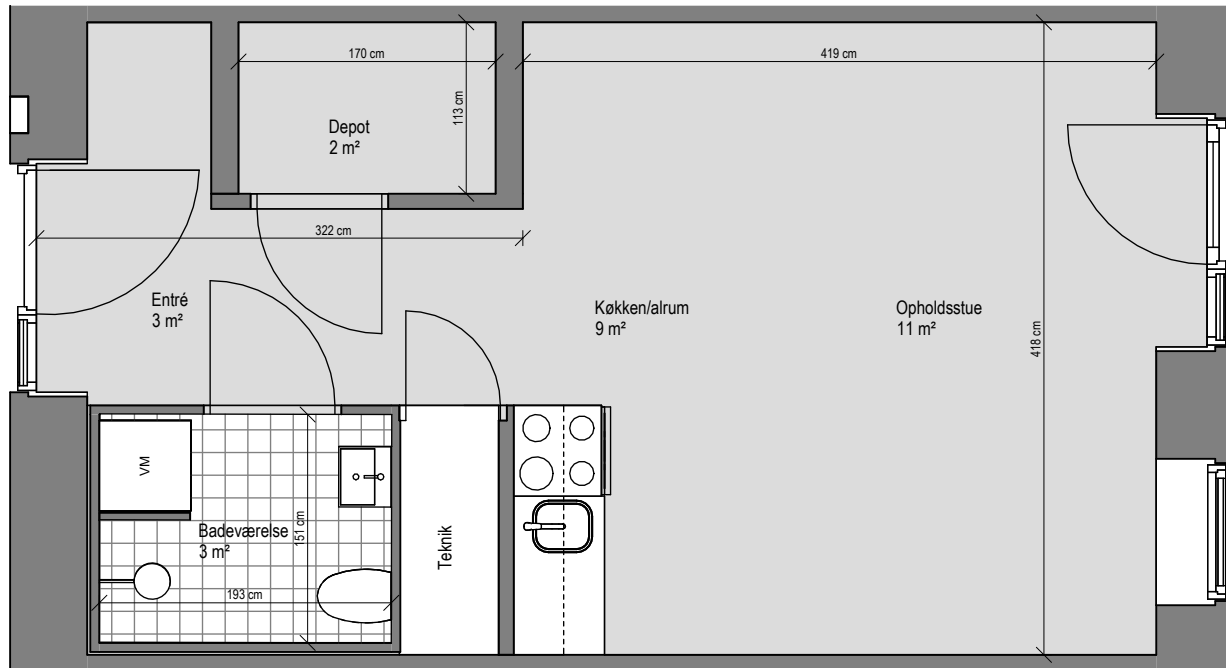 170 cm
419 cm
113 cm
Depot
2 m²
322 cm
Entré
3 m²
Køkken/alrum
9 m²
Opholdsstue
11 m²
418 cm
VM
Badeværelse
3 m²
151 cm
Teknik
193 cm